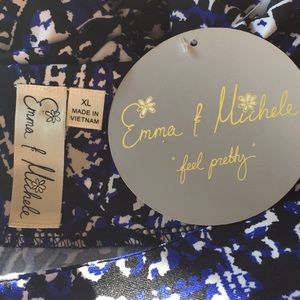 Emma & Michele
XL
MADE IN
VIETNAM
Emma & Michele
"feel pretty"